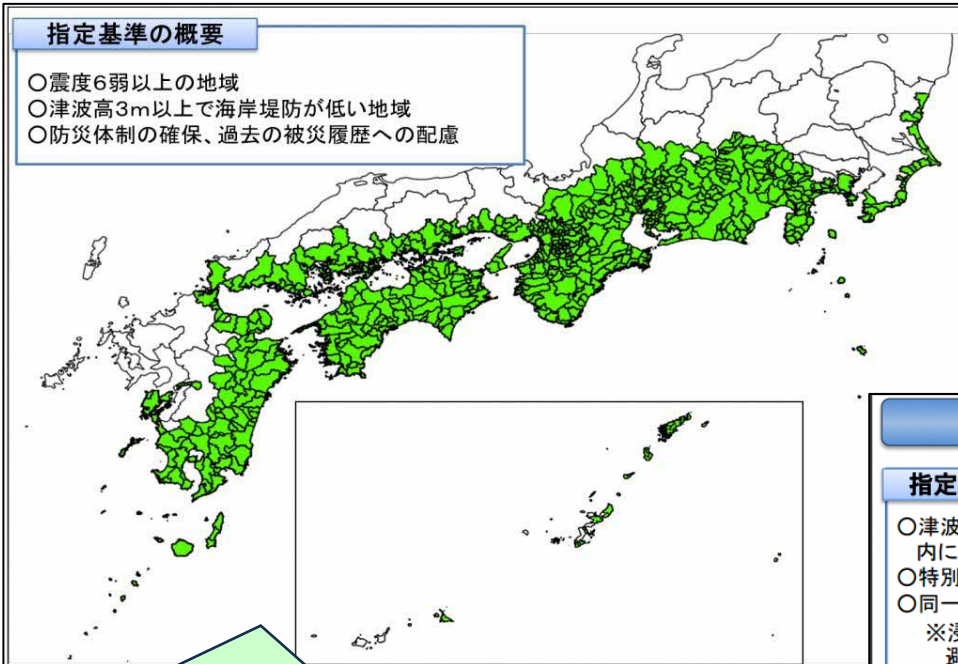 指定基準の概要
○震度6弱以上の地域
○津波高3m以上で海岸堤防が低い地域
○防災体制の確保、過去の被災履歴への配慮
指定
○津波
内に
○特別
○同一
※浸
避